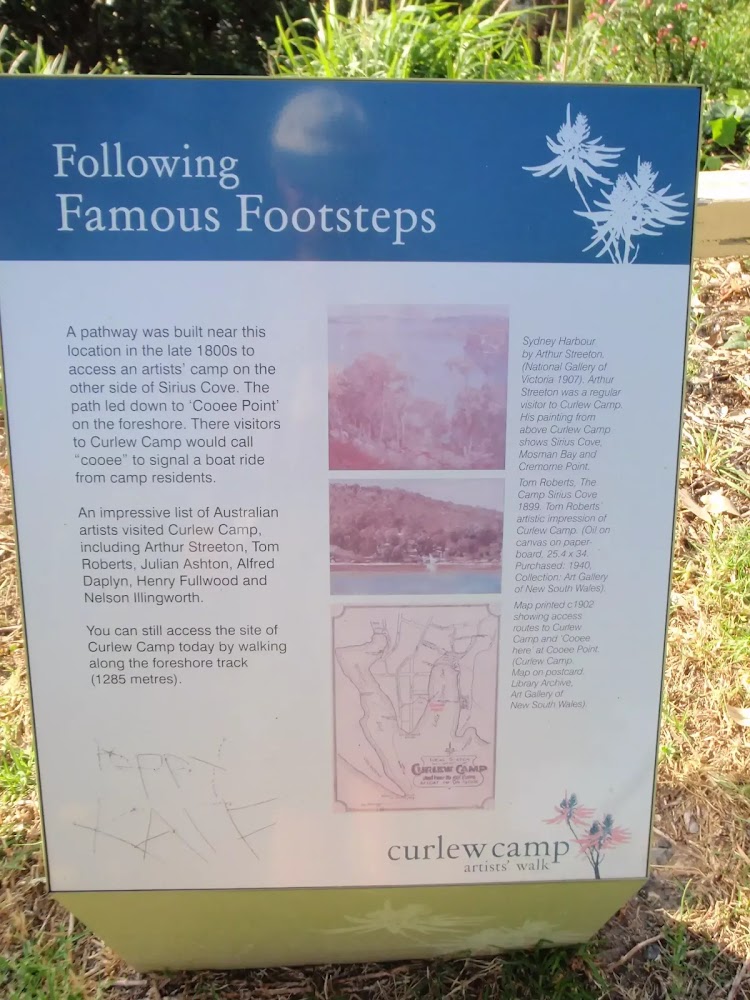 Following
Famous Footsteps
A pathway was built near this
location in the late 1800s to
access an artists' camp on the
other side of Sirius Cove. The
path led down to 'Cooee Point'
on the foreshore. There visitors
to Curlew Camp would call
"cooee" to signal a boat ride
from camp residents.
An impressive list of Australian
artists visited Curlew Camp,
including Arthur Streeton, Tom
Roberts, Julian Ashton, Alfred
Daplyn, Henry Fullwood and
Nelson Illingworth.
You can still access the site of
Curlew Camp today by walking
along the foreshore track
(1285 metres).
Sydney Harbour
by Arthur Streeton.
(National Gallery of
Victoria 1907). Arthur
Streeton was a regular
visitor to Curlew Camp.
His painting from
above Curlew Camp
shows Sirius Cove,
Mosman Bay and
Cremorne Point.
Tom Roberts, The
Camp Sirius Cove
1899. Tom Roberts'
artistic impression of
Curlew Camp. (Oil on
canvas on paper-
board. 25.4 x 34.
Purchased: 1940.
Collection: Art Gallery
of New South Wales).
Map printed c1902
showing access
routes to Curlew
Camp and 'Cooee
here' at Cooee Point.
(Curlew Camp.
Map on postcard.
Library Archive,
Art Gallery of
New South Wales).
CURLEW CAMP
KANE
curlew camp
artists' walk